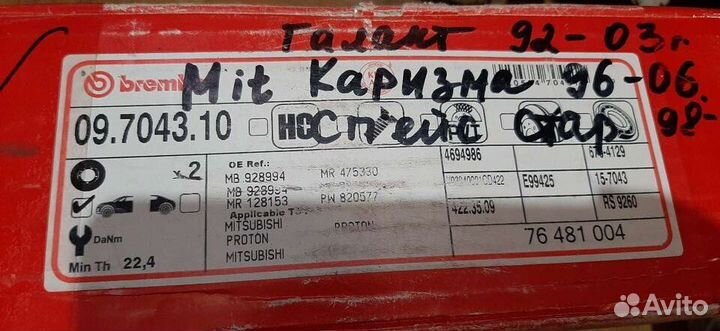 Галант 92-03г
Mit Каризма 96-06.
Спейс Стар 98-
brembo
09.7043.10
HC
x2
OE Ref.:
MB 928994 MR 475330
MB 928994
MR 128153 PW 820577
Applicable To
MITSUBISHI PROTON
PROTON
MITSUBISHI
DaNm
Min Th 22,4
4694986
E99425 15-7043
422.35.09 RS 9260
76 481 004
Avito